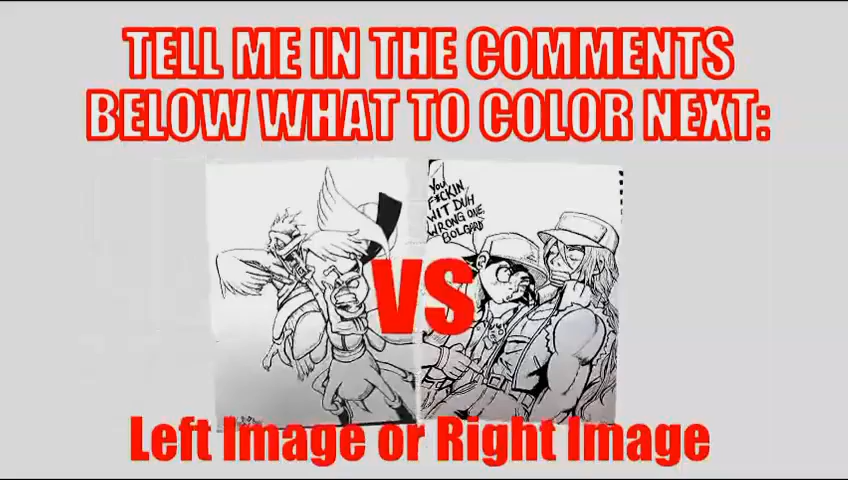 TELL ME IN THE COMMENTS
BELOW WHAT TO COLOR NEXT:
You
F*CKIN
WIT DUH
WRONG ONE,
BOLGARD
VS
Left Image or Right Image